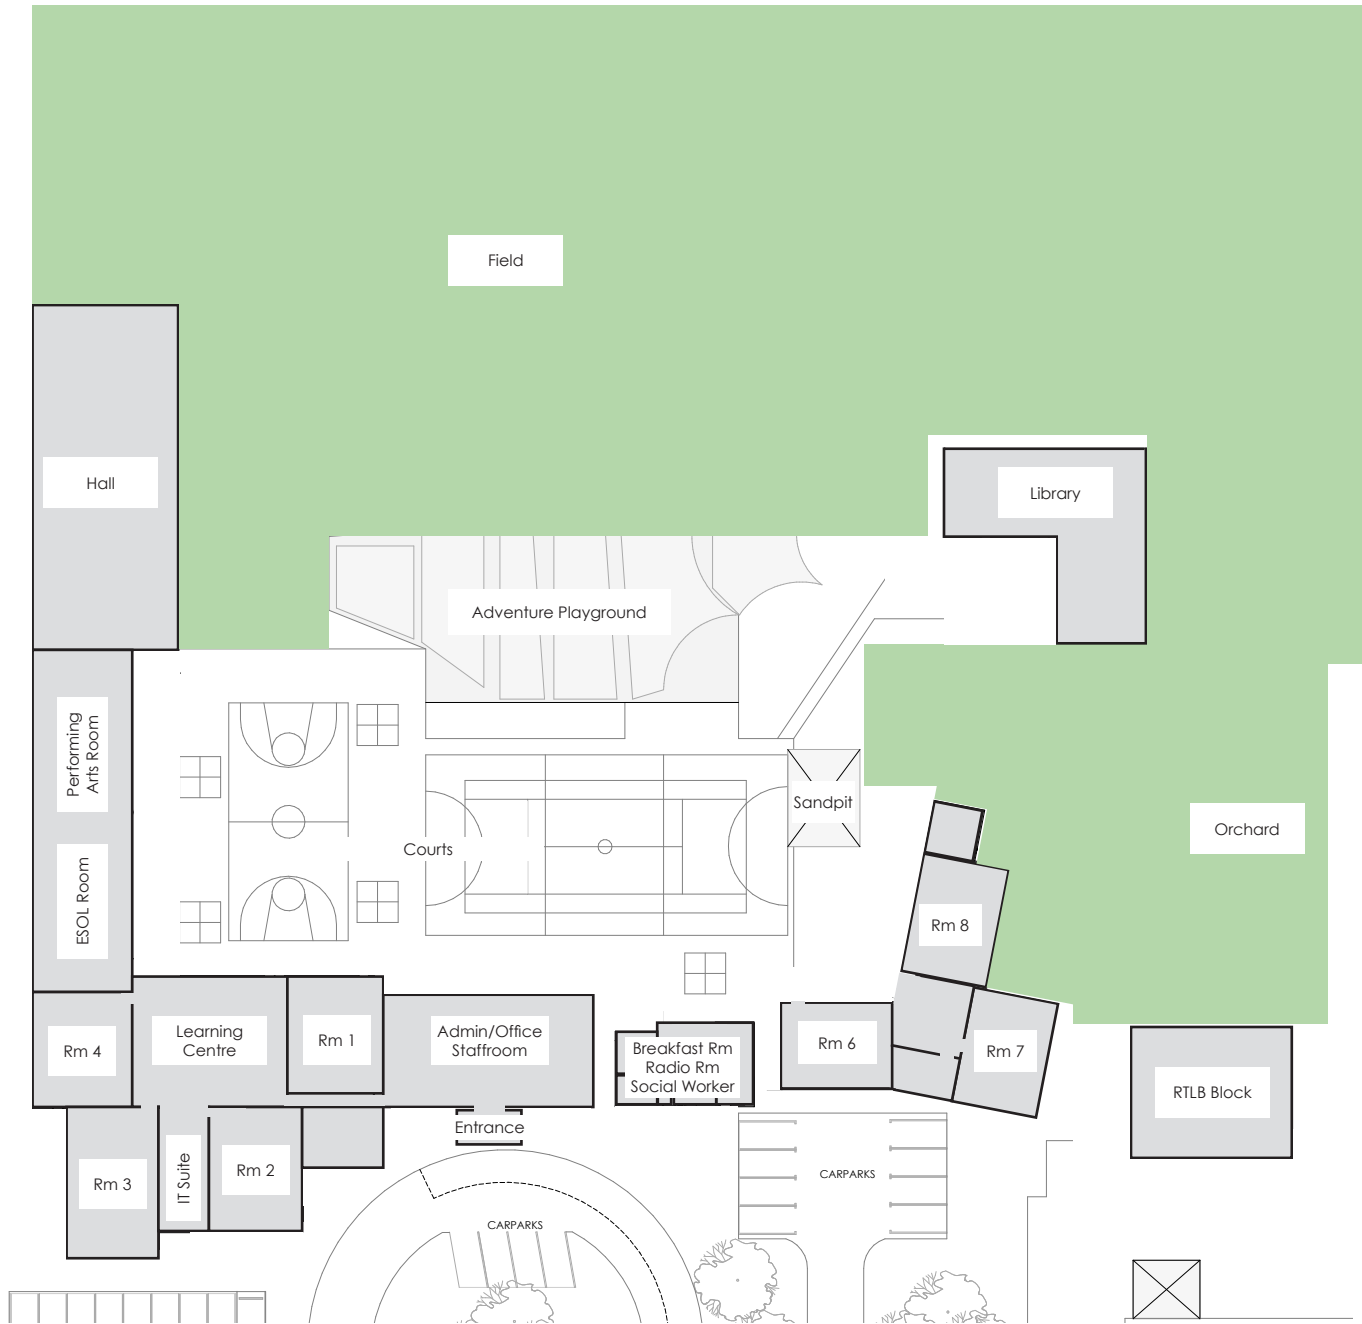 Field
Hall
Library
Adventure Playground
Performing
Arts Room
Sandpit
Orchard
Courts
ESOL Room
Rm 8
Learning
Centre
Rm 1
Admin/Office
Staffroom
Rm 4
Breakfast Rm
Radio Rm
Social Worker
Rm 6
Rm 7
RTLB Block
Entrance
Rm 3
IT Suite
Rm 2
CARPARKS
CARPARKS